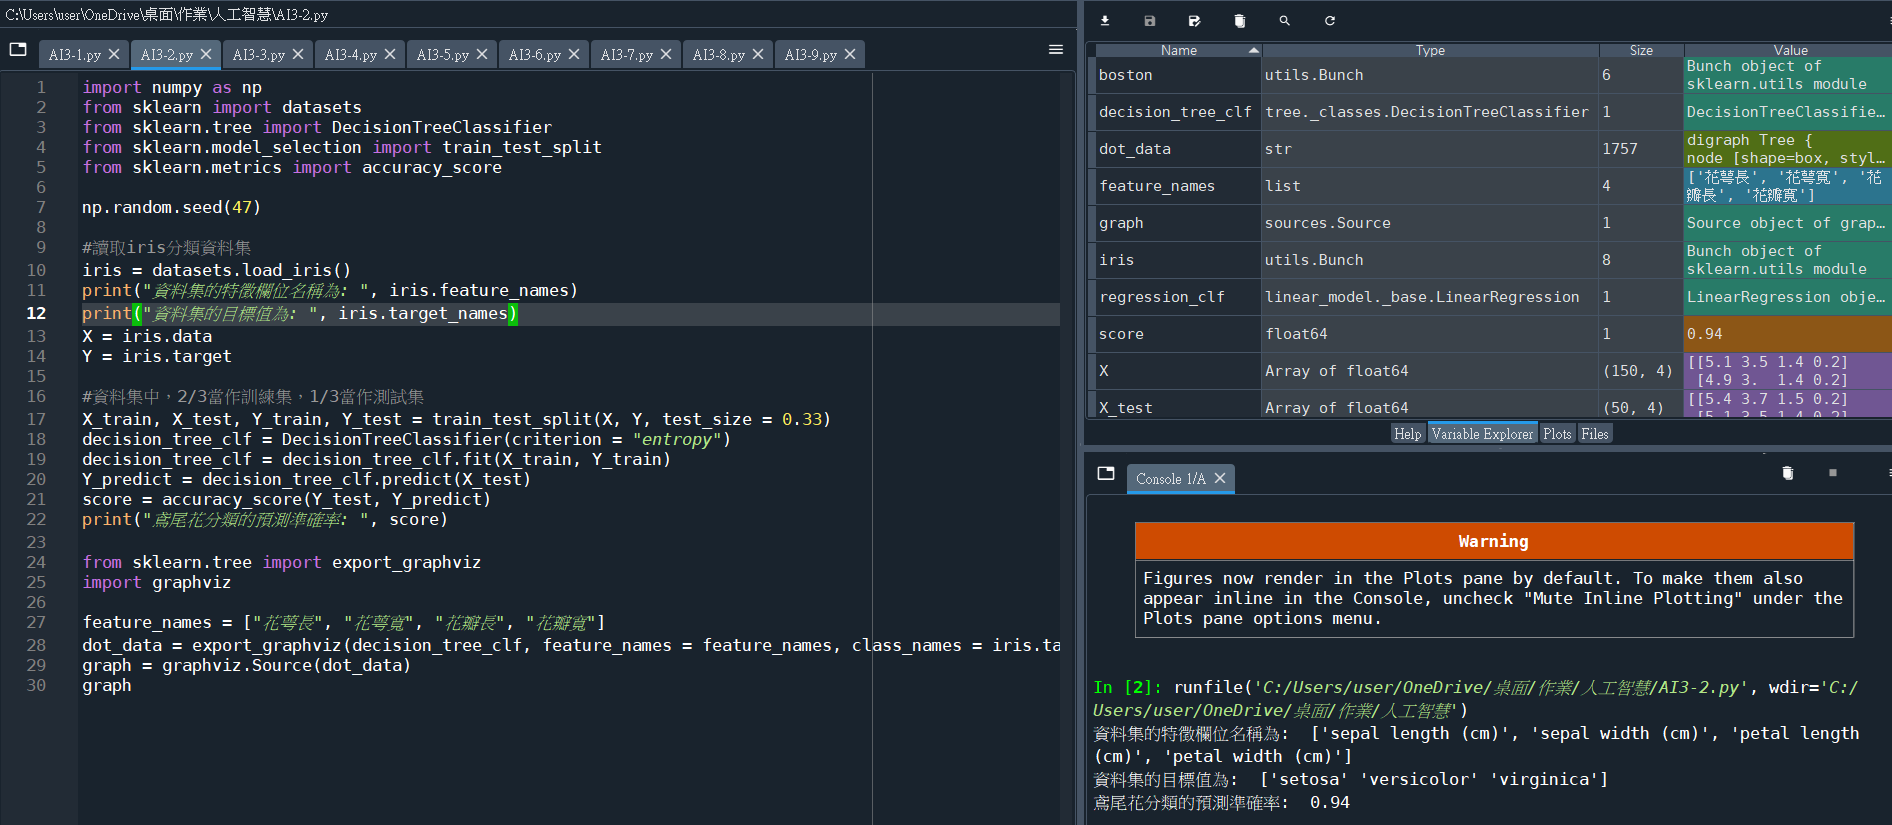 C:\Users\user\OneDrive\桌面\作業\人工智慧\AI3-2.py
AI3-1.py AI3-2.py AI3-3.py AI3-4.py AI3-5.py AI3-6.py AI3-7.py AI3-8.py AI3-9.py
1 import numpy as np
2 from sklearn import datasets
3 from sklearn.tree import DecisionTreeClassifier
4 from sklearn.model_selection import train_test_split
5 from sklearn.metrics import accuracy_score
6
7 np.random.seed(47)
8
9 #讀取iris分類資料集
10 iris = datasets.load_iris()
11 print("資料集的特徵欄位名稱為: ", iris.feature_names)
12 print("資料集的目標值為: ", iris.target_names)
13 X = iris.data
14 Y = iris.target
15
16 #資料集中，2/3當作訓練集，1/3當作測試集
17 X_train, X_test, Y_train, Y_test = train_test_split(X, Y, test_size = 0.33)
18 decision_tree_clf = DecisionTreeClassifier(criterion = "entropy")
19 decision_tree_clf = decision_tree_clf.fit(X_train, Y_train)
20 Y_predict = decision_tree_clf.predict(X_test)
21 score = accuracy_score(Y_test, Y_predict)
22 print("鳶尾花分類的預測準確率: ", score)
23
24 from sklearn.tree import export_graphviz
25 import graphviz
26
27 feature_names = ["花萼長", "花萼寬", "花瓣長", "花瓣寬"]
28 dot_data = export_graphviz(decision_tree_clf, feature_names = feature_names, class_names = iris.ta
29 graph = graphviz.Source(dot_data)
30 graph
Name Type Size Value
boston utils.Bunch 6 Bunch object of
sklearn.utils module
decision_tree_clf tree._classes.DecisionTreeClassifier 1 DecisionTreeClassifie…
dot_data str 1757 digraph Tree {
node [shape=box, styl…
feature_names list 4 ['花萼長', '花萼寬', '花
瓣長', '花瓣寬']
graph sources.Source 1 Source object of grap…
iris utils.Bunch 8 Bunch object of
sklearn.utils module
regression_clf linear_model._base.LinearRegression 1 LinearRegression obje…
score float64 1 0.94
X Array of float64 (150, 4) [[5.1 3.5 1.4 0.2]
[4.9 3. 1.4 0.2]
X_test Array of float64 (50, 4) [[5.4 3.7 1.5 0.2]
[5.1 3.5 1.4 0.2]
Help Variable Explorer Plots Files
Console 1/A
Warning
Figures now render in the Plots pane by default. To make them also
appear inline in the Console, uncheck "Mute Inline Plotting" under the
Plots pane options menu.
In [2]: runfile('C:/Users/user/OneDrive/桌面/作業/人工智慧/AI3-2.py', wdir='C:/
Users/user/OneDrive/桌面/作業/人工智慧')
資料集的特徵欄位名稱為:  ['sepal length (cm)', 'sepal width (cm)', 'petal length
(cm)', 'petal width (cm)']
資料集的目標值為:  ['setosa' 'versicolor' 'virginica']
鳶尾花分類的預測準確率:  0.94